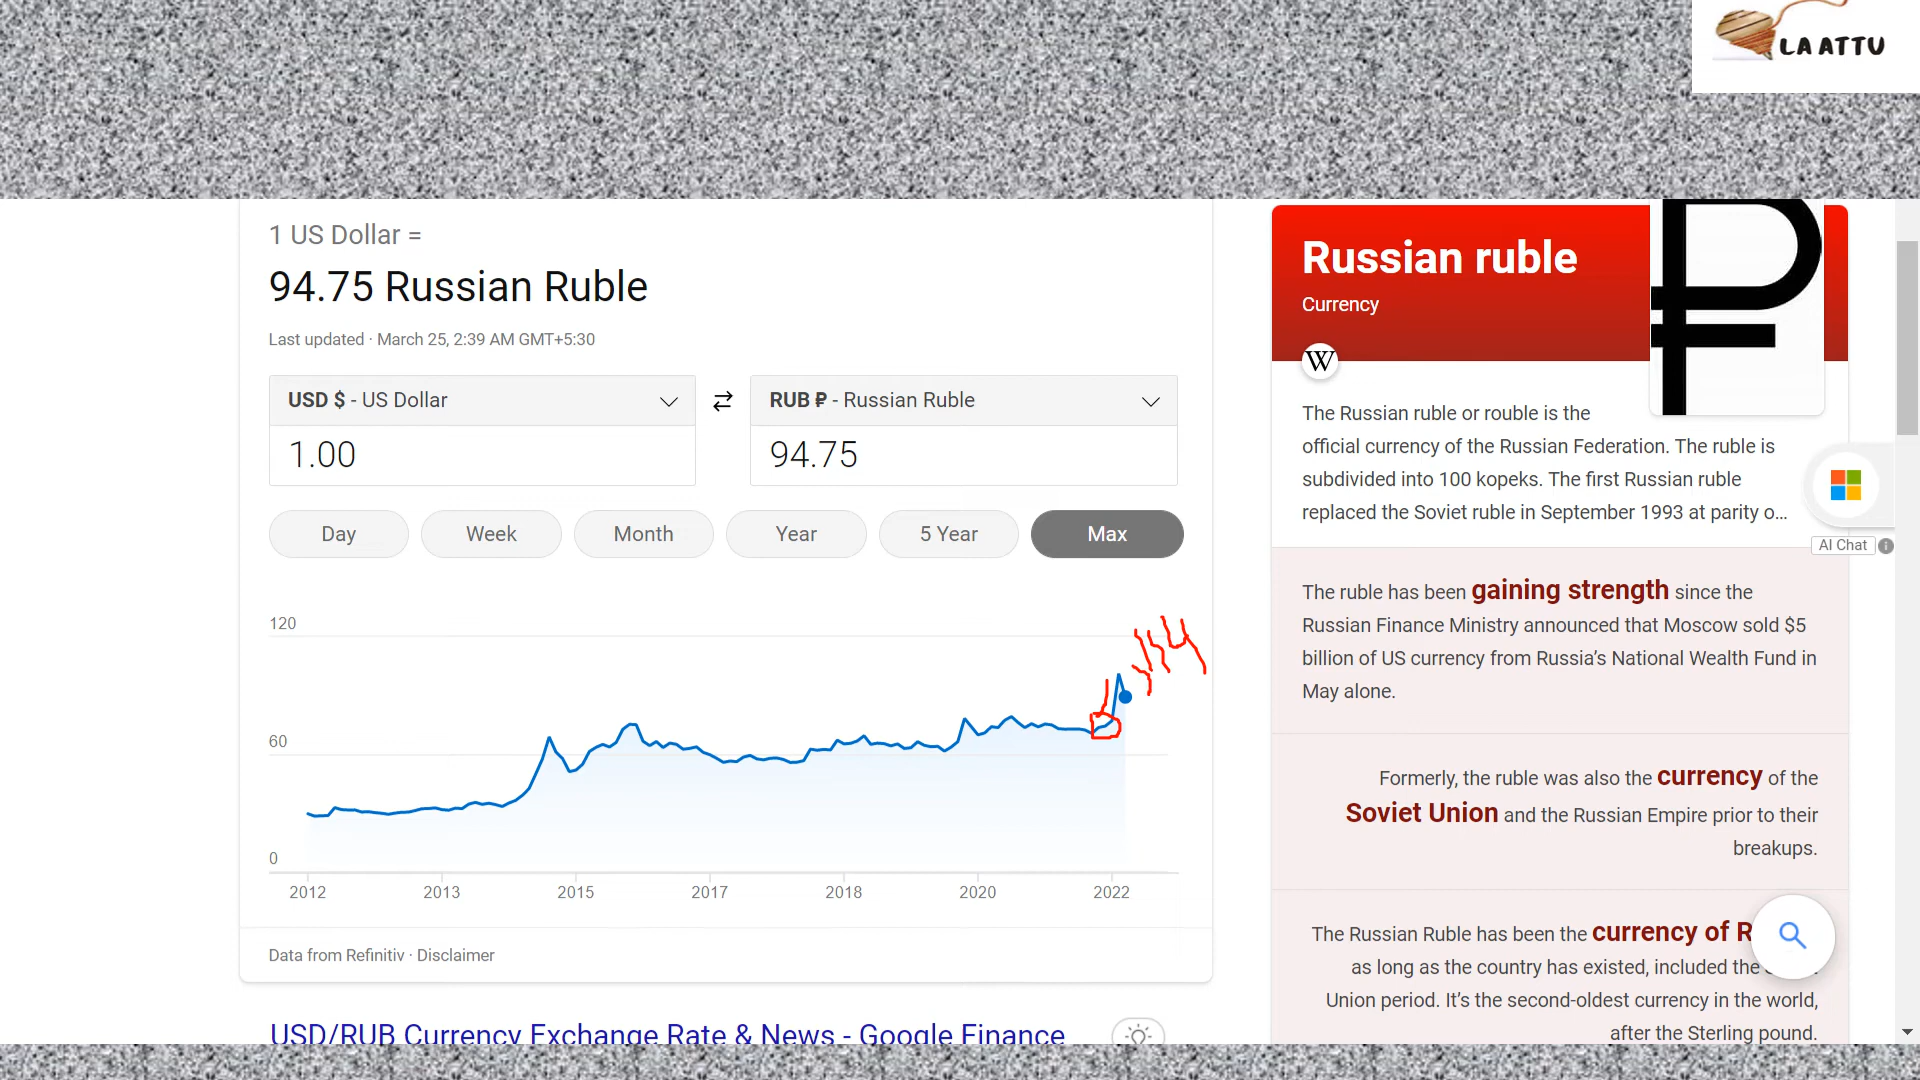 LA ATTU
1 US Dollar =
94.75 Russian Ruble
Last updated · March 25, 2:39 AM GMT+5:30
USD $ - US Dollar
RUB ₽ - Russian Ruble
1.00
94.75
Day Week Month Year 5 Year Max
120
60
0
2012 2013 2015 2017 2018 2020 2022
Data from Refinitiv · Disclaimer
USD/RUB Currency Exchange Rate & News - Google Finance
Russian ruble
Currency
W
The Russian ruble or rouble is the
official currency of the Russian Federation. The ruble is
subdivided into 100 kopeks. The first Russian ruble
replaced the Soviet ruble in September 1993 at parity o...
AI Chat
The ruble has been gaining strength since the
Russian Finance Ministry announced that Moscow sold $5
billion of US currency from Russia's National Wealth Fund in
May alone.
Formerly, the ruble was also the currency of the
Soviet Union and the Russian Empire prior to their
breakups.
The Russian Ruble has been the currency of R
as long as the country has existed, included the
Union period. It's the second-oldest currency in the world,
after the Sterling pound.